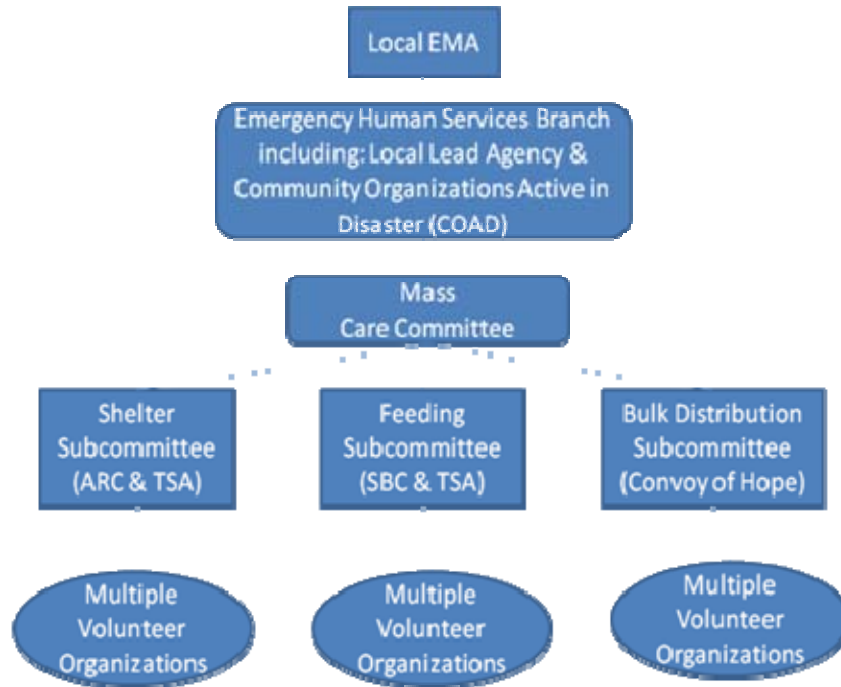 Local EMA
Emergency Human Services Branch
including: Local Lead Agency &
Community Organizations Active in
Disaster (COAD)
Mass
Care Committee
Shelter
Subcommittee
(ARC & TSA)
Feeding
Subcommittee
(SBC & TSA)
Bulk Distribution
Subcommittee
(Convoy of Hope)
Multiple
Volunteer
Organizations
Multiple
Volunteer
Organizations
Multiple
Volunteer
Organizations